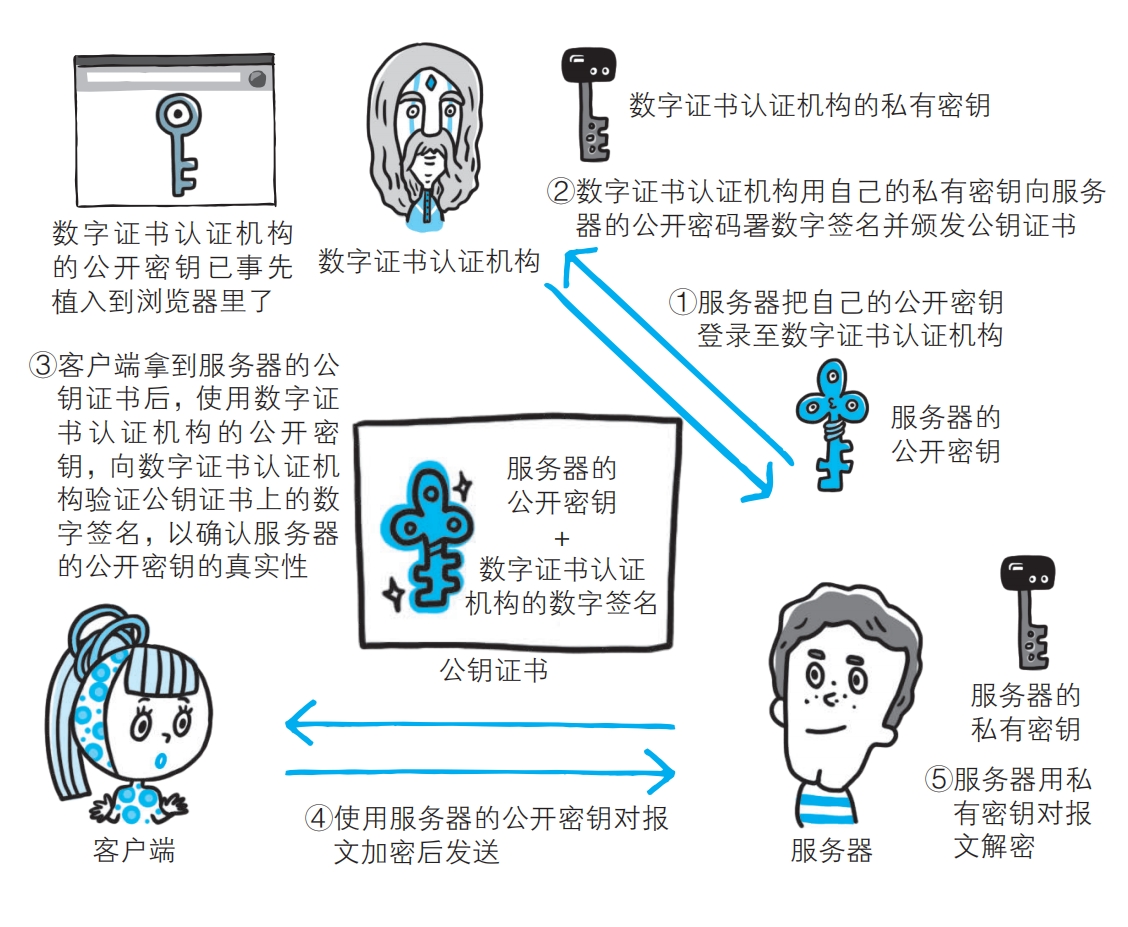 数字证书认证机构
的公开密钥已事先
植入到浏览器里了
数字证书认证机构
数字证书认证机构的私有密钥
②数字证书认证机构用自己的私有密钥向服务
器的公开密码署数字签名并颁发公钥证书
①服务器把自己的公开密钥
登录至数字证书认证机构
服务器的
公开密钥
③客户端拿到服务器的公
钥证书后，使用数字证
书认证机构的公开密
钥，向数字证书认证机
构验证公钥证书上的数
字签名，以确认服务器
的公开密钥的真实性
服务器的
公开密钥
+
数字证书认证
机构的数字签名
公钥证书
服务器的
私有密钥
④使用服务器的公开密钥对报
文加密后发送
⑤服务器用私
有密钥对报
文解密
客户端
服务器